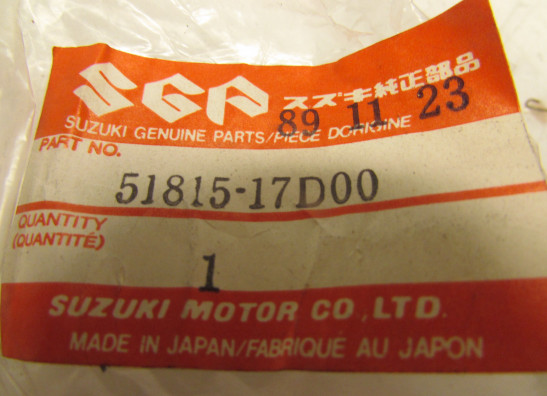 SGP スズキ純正部品
89 11 23
SUZUKI GENUINE PARTS/PIECE DORIGINE
PART NO.
51815-17D00
QUANTITY
(QUANTITÉ)
1
SUZUKI MOTOR CO.,LTD.
MADE IN JAPAN/FABRIQUÉ AU JAPON